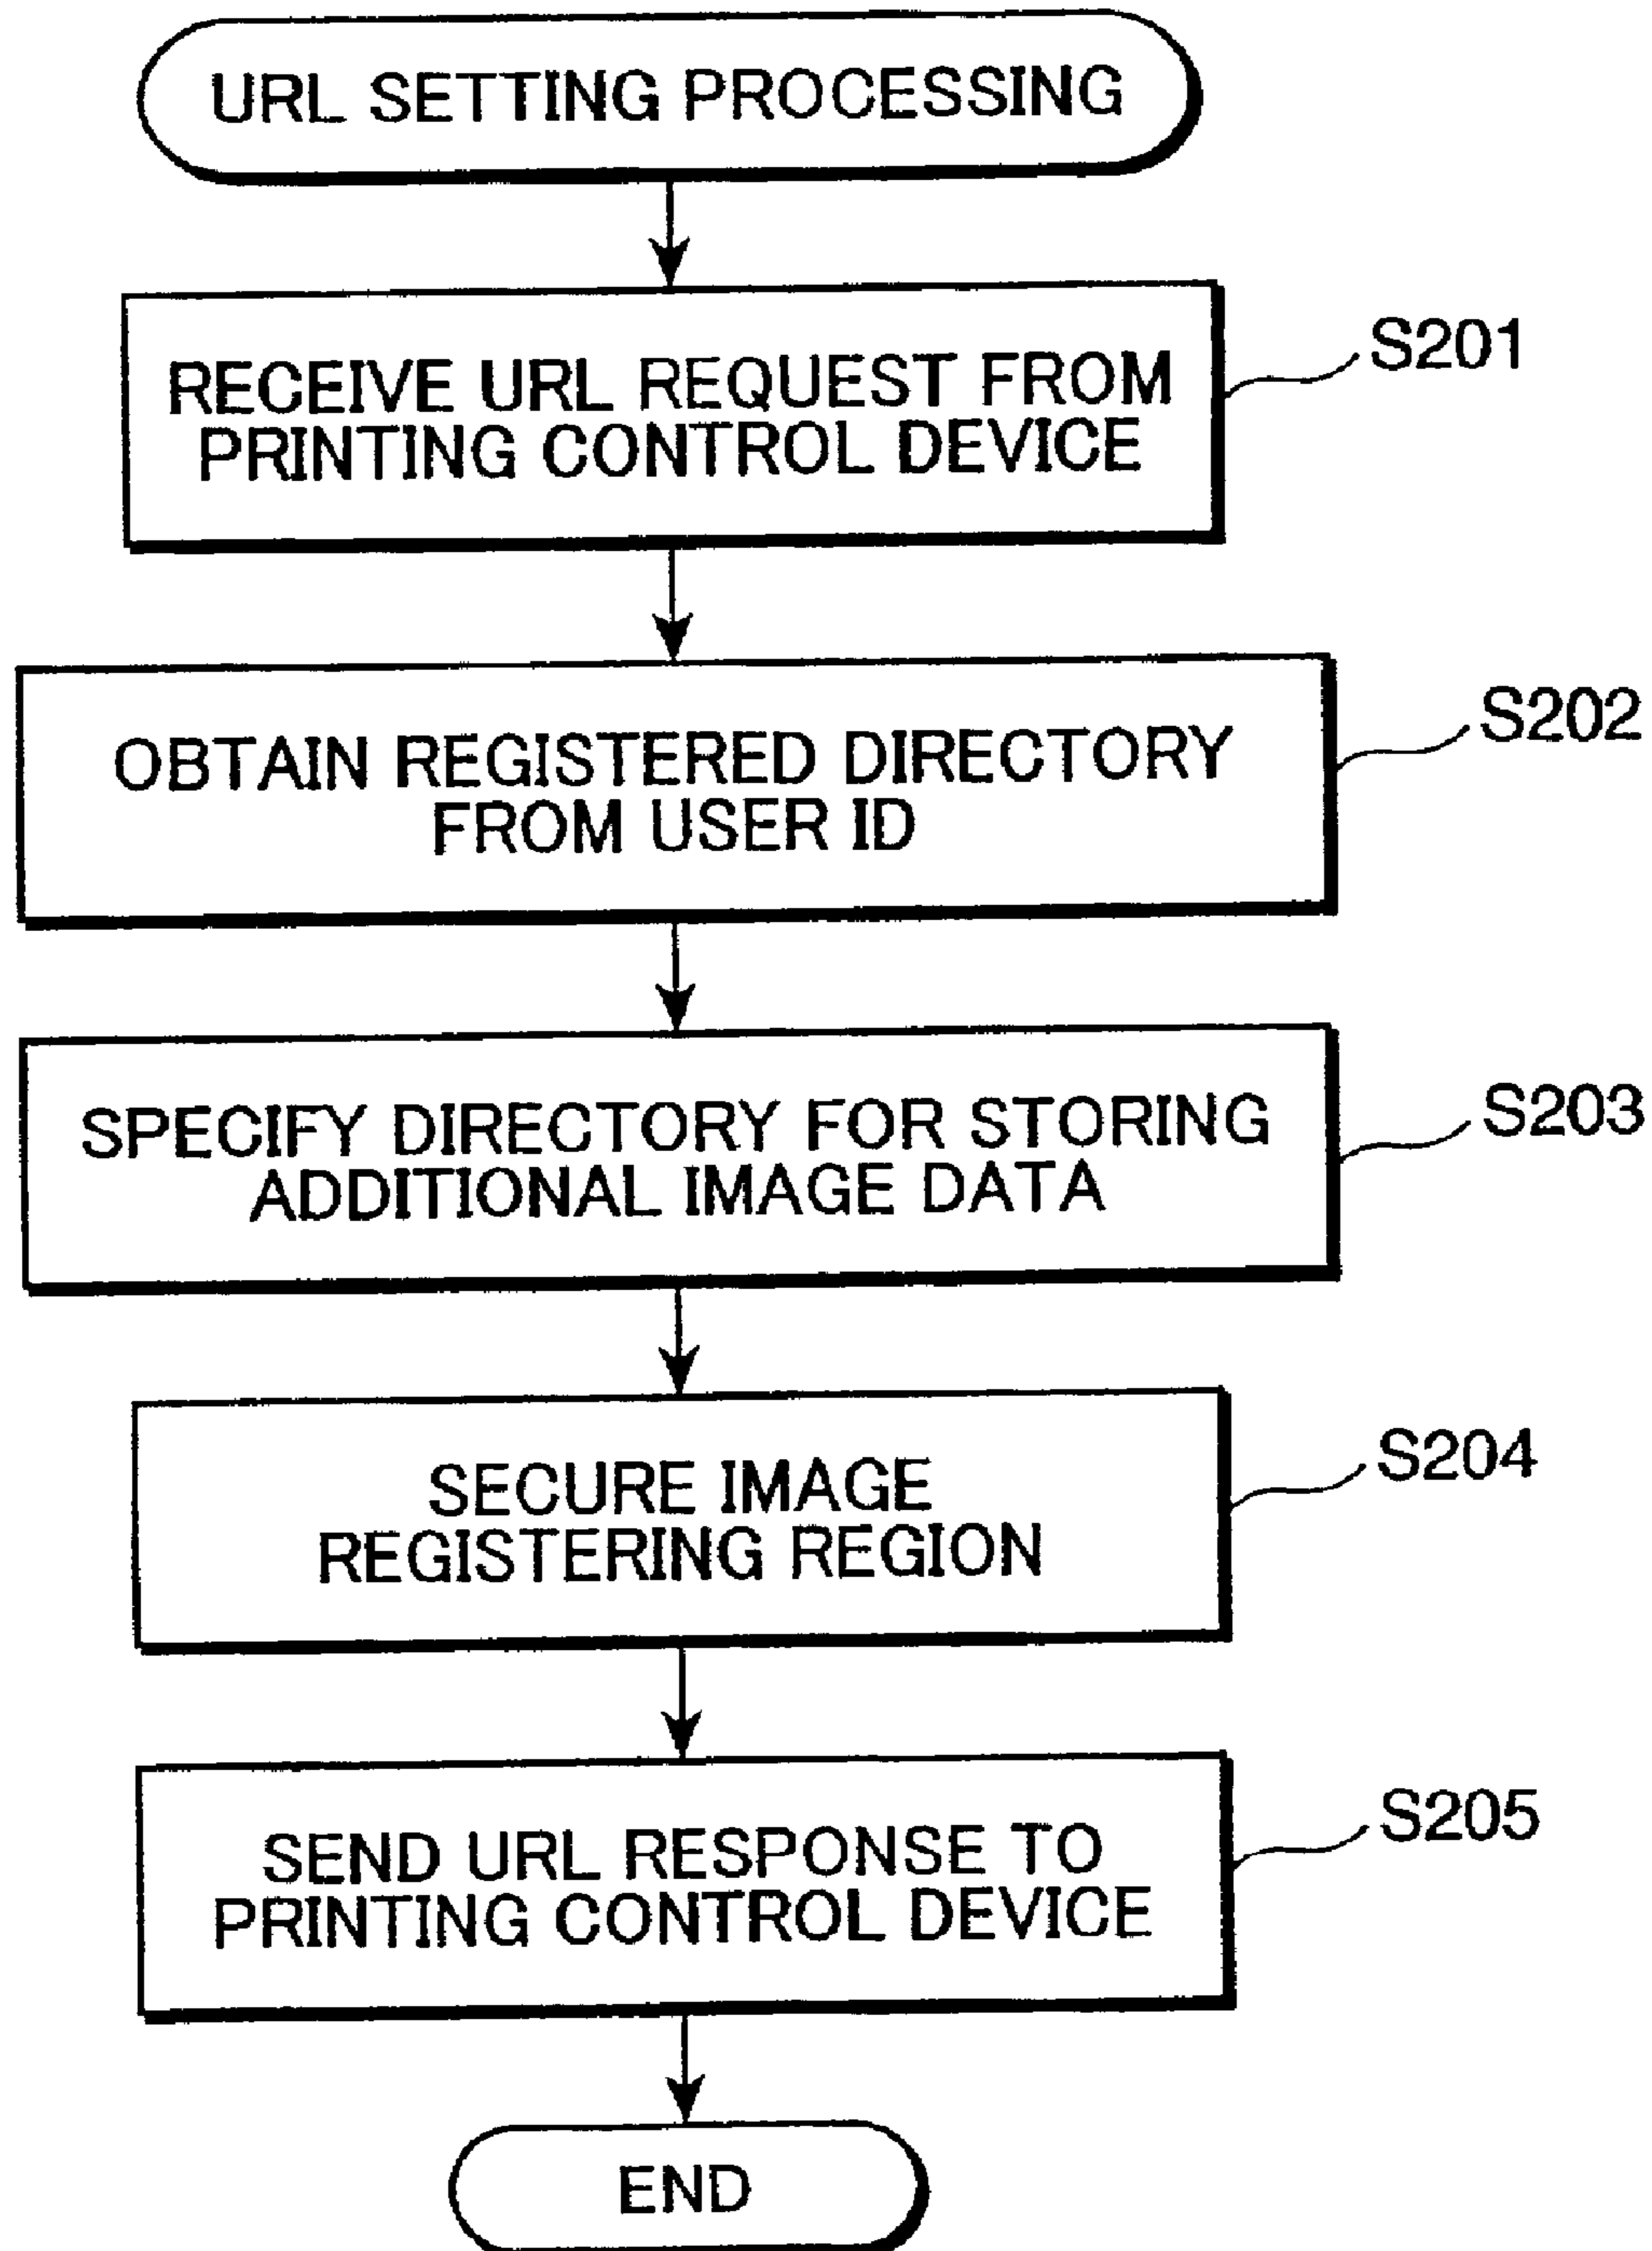 URL SETTING PROCESSING
RECEIVE URL REQUEST FROM
PRINTING CONTROL DEVICE
S201
OBTAIN REGISTERED DIRECTORY
FROM USER ID
S202
SPECIFY DIRECTORY FOR STORING
ADDITIONAL IMAGE DATA
S203
SECURE IMAGE
REGISTERING REGION
S204
SEND URL RESPONSE TO
PRINTING CONTROL DEVICE
S205
END